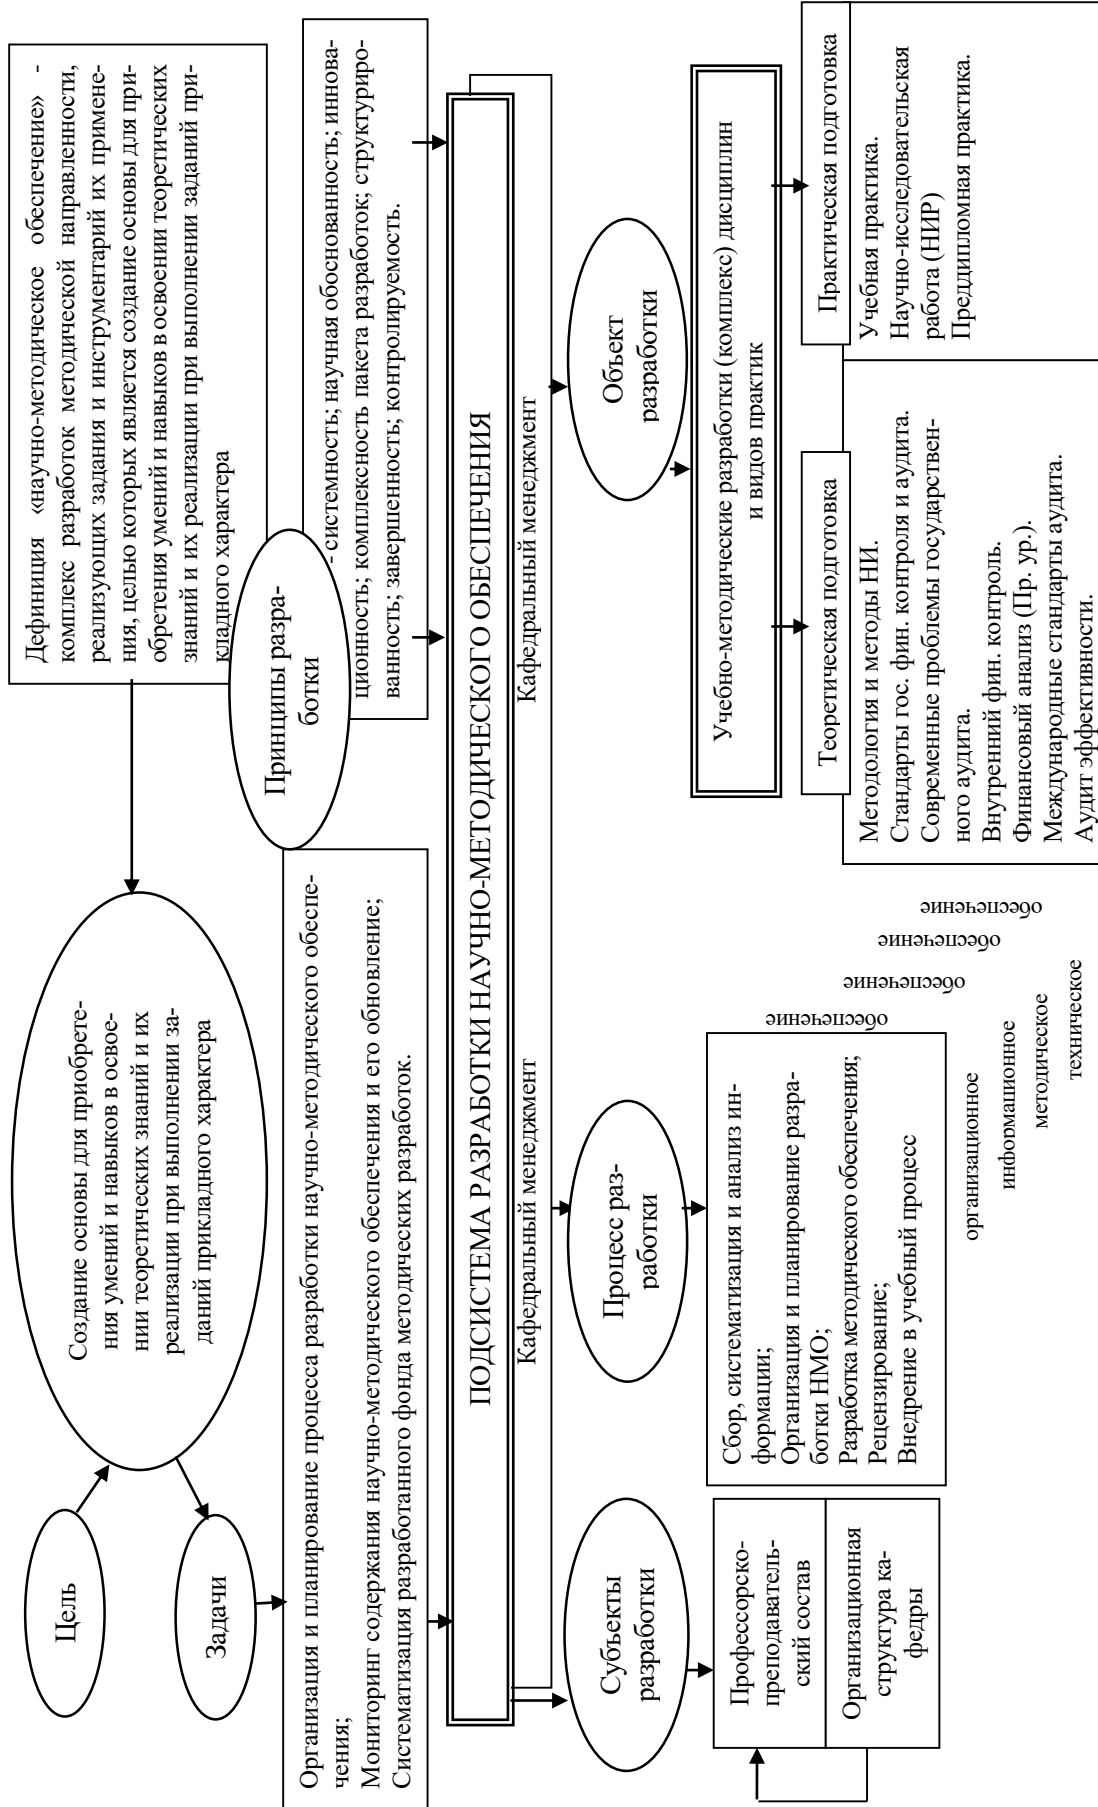 Цель
Задачи
Создание основы для приобрете-
ния умений и навыков в освое-
нии теоретических знаний и их
реализации при выполнении за-
даний прикладного характера
Дефиниция «научно-методическое обеспечение» -
комплекс разработок методической направленности,
реализующих задания и инструментарий их примене-
ния, целью которых является создание основы для при-
обретения умений и навыков в освоении теоретических
знаний и их реализации при выполнении заданий при-
кладного характера
Организация и планирование процесса разработки научно-методического обеспе-
чения;
Мониторинг содержания научно-методического обеспечения и его обновление;
Систематизация разработанного фонда методических разработок.
Принципы разра-
ботки
- системность; научная обоснованность; иннова-
ционность; комплексность пакета разработок; структуриро-
ванность; завершенность; контролируемость.
ПОДСИСТЕМА РАЗРАБОТКИ НАУЧНО-МЕТОДИЧЕСКОГО ОБЕСПЕЧЕНИЯ
Кафедральный менеджмент
Кафедральный менеджмент
Субъекты
разработки
Процесс раз-
работки
Объект
разработки
Профессорско-
преподаватель-
ский состав
Организационная
структура ка-
федры
Сбор, систематизация и анализ ин-
формации;
Организация и планирование разра-
ботки НМО;
Разработка методического обеспечения;
Рецензирование;
Внедрение в учебный процесс
организационное
информационное
методическое
техническое
обеспечение
обеспечение
обеспечение
обеспечение
Учебно-методические разработки (комплекс) дисциплин
и видов практик
Теоретическая подготовка
Методология и методы НИ.
Стандарты гос. фин. контроля и аудита.
Современные проблемы государствен-
ного аудита.
Внутренний фин. контроль.
Финансовый анализ (Пр. ур.).
Международные стандарты аудита.
Аудит эффективности.
Практическая подготовка
Учебная практика.
Научно-исследовательская
работа (НИР)
Преддипломная практика.